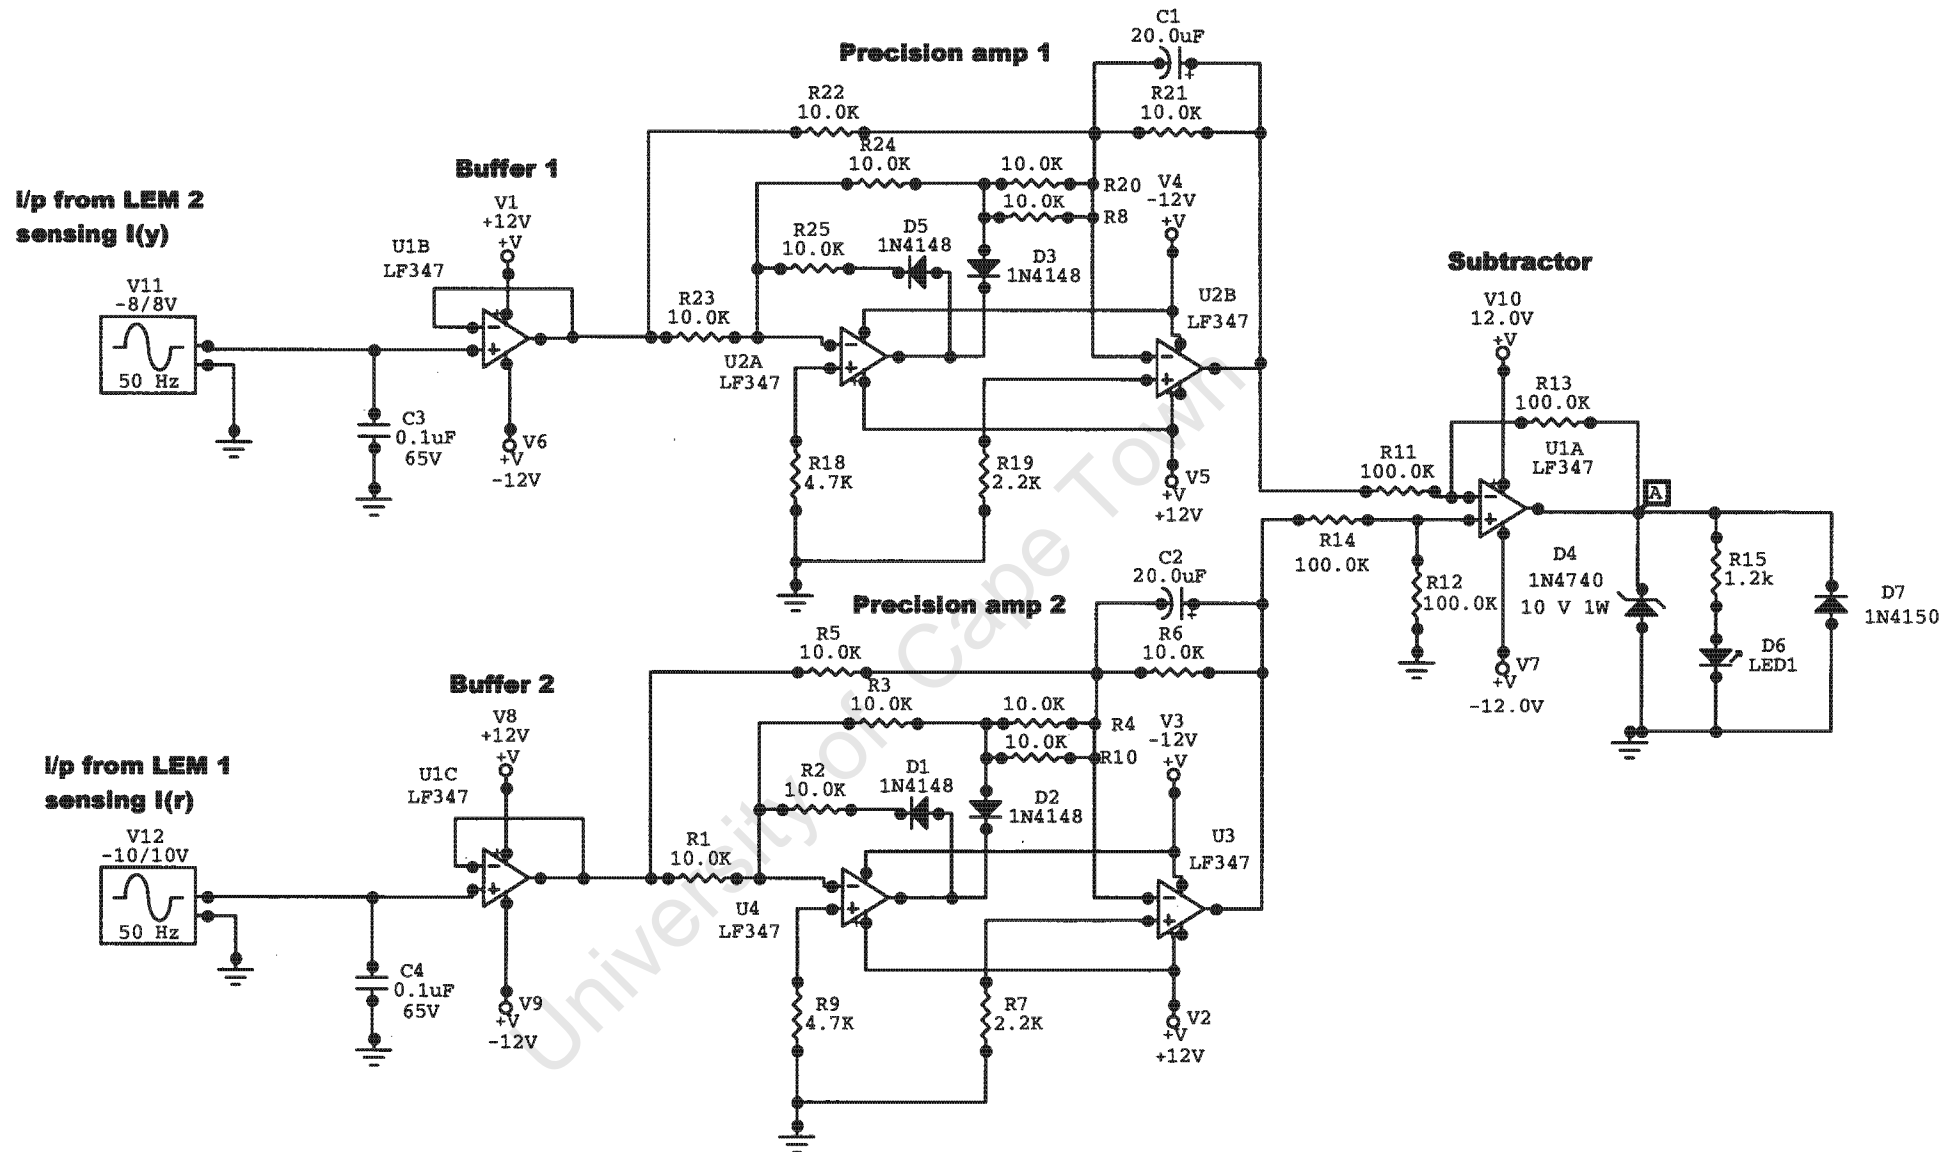 C1
20.0uF
+
Precision amp 1
R22
10.0K
R21
10.0K
R24
10.0K
10.0K
R20
10.0K
R8
Buffer 1
I/p from LEM 2
sensing I(y)
V1
+12V
+V
U1B
LF347
V4
-12V
+V
R25
10.0K
D5
1N4148
D3
1N4148
V11
-8/8V
50 Hz
R23
10.0K
U2A
LF347
U2B
LF347
Subtractor
V10
12.0V
+V
R13
100.0K
U1A
LF347
R11
100.0K
A
C3
0.1uF
65V
V6
+V
-12V
R18
4.7K
R19
2.2K
V5
+V
+12V
R14
100.0K
R12
100.0K
D4
1N4740
10 V 1W
R15
1.2k
D7
1N4150
D6
LED1
V7
+V
-12.0V
C2
20.0uF
+
Precision amp 2
R5
10.0K
R6
10.0K
R3
10.0K
10.0K
R4
10.0K
R10
Buffer 2
I/p from LEM 1
sensing I(r)
V8
+12V
+V
U1C
LF347
V3
-12V
+V
R2
10.0K
D1
1N4148
D2
1N4148
V12
-10/10V
50 Hz
R1
10.0K
U4
LF347
U3
LF347
C4
0.1uF
65V
V9
+V
-12V
R9
4.7K
R7
2.2K
V2
+V
+12V
University of Cape Town